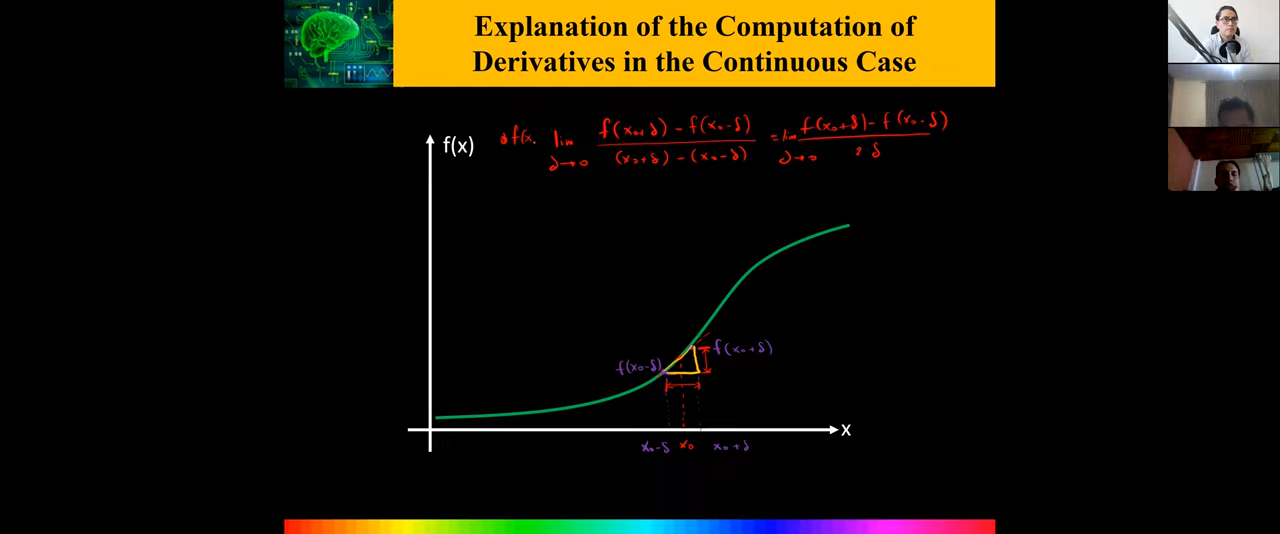 Explanation of the Computation of
Derivatives in the Continuous Case
f(x)
∂f(x. lim δ→0 f(x₀+δ) - f(x₀-δ) / (x₀+δ) - (x₀-δ) = lim δ→0 f(x₀+δ) - f(x₀-δ) / 2δ
f(x₀+δ)
f(x₀-δ)
x
x₀-δ x₀ x₀+δ